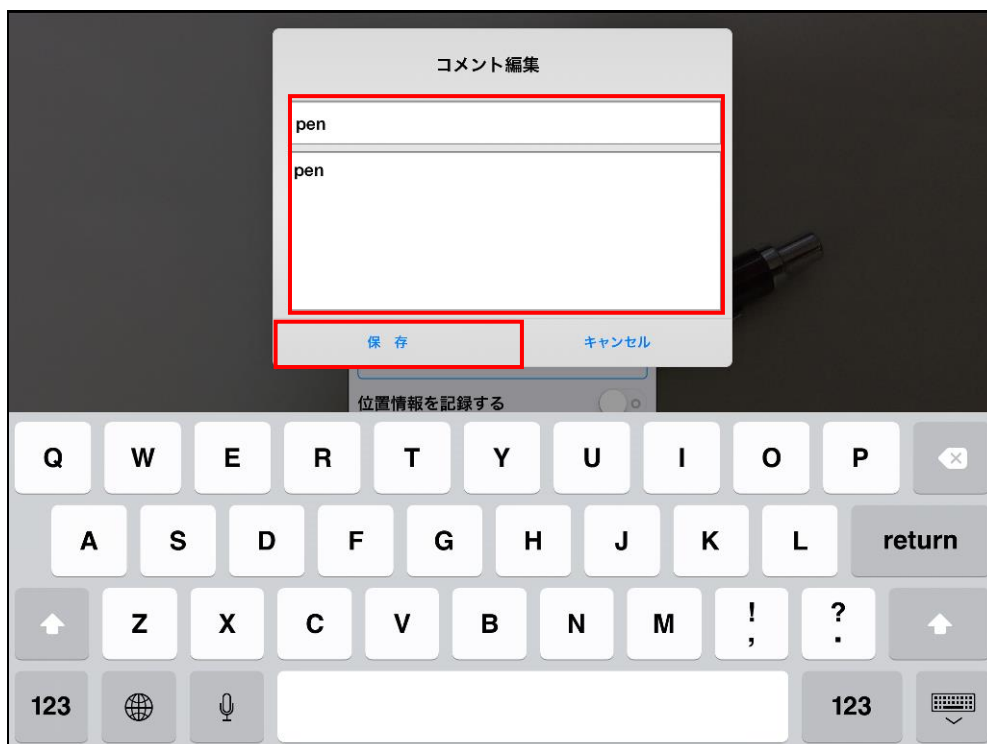 コメント編集
pen
pen
保 存
キャンセル
位置情報を記録する
Q W E R T Y U I O P
A S D F G H J K L return
Z X C V B N M ! , ? .
123 123